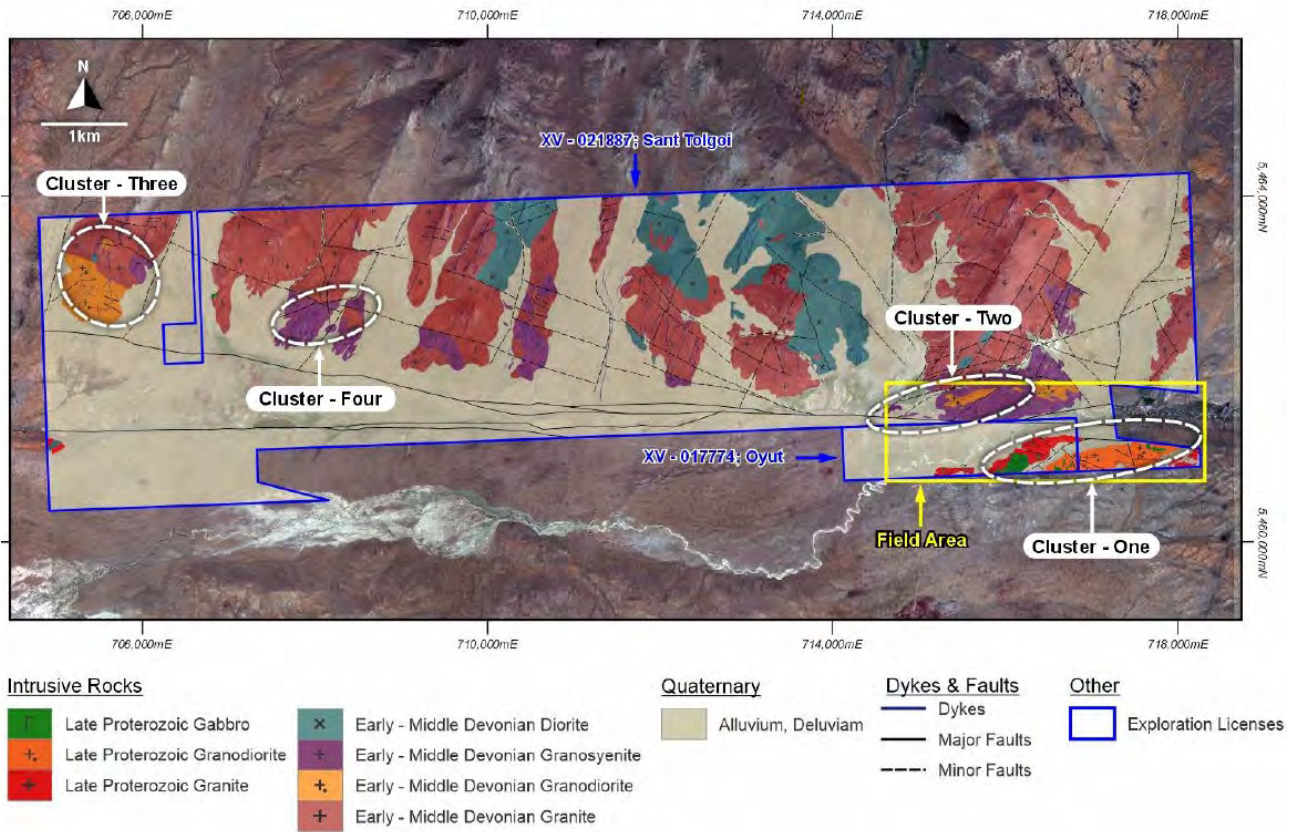 706,000mE
710,000mE
714,000mE
718,000mE
N
1km
XV - 021887; Sant Tolgoi
5,464,000mN
Cluster - Three
Cluster - Two
Cluster - Four
XV - 017774; Oyut
Field Area
Cluster - One
5,460,000mN
706,000mE
710,000mE
714,000mE
718,000mE
Intrusive Rocks
Late Proterozoic Gabbro
Late Proterozoic Granodiorite
Late Proterozoic Granite
Early - Middle Devonian Diorite
Early - Middle Devonian Granosyenite
Early - Middle Devonian Granodiorite
Early - Middle Devonian Granite
Quaternary
Alluvium, Deluviam
Dykes & Faults
Dykes
Major Faults
Minor Faults
Other
Exploration Licenses